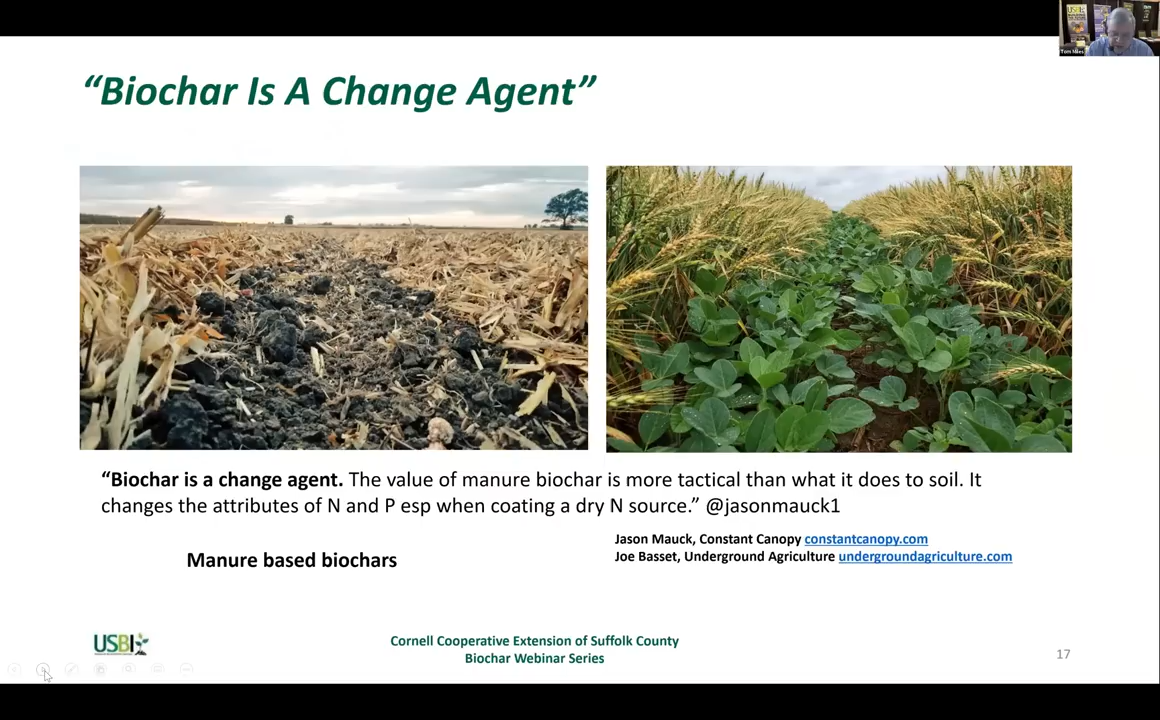 “Biochar Is A Change Agent”
“Biochar is a change agent. The value of manure biochar is more tactical than what it does to soil. It
changes the attributes of N and P esp when coating a dry N source.” @jasonmauck1
Manure based biochars
Jason Mauck, Constant Canopy constantcanopy.com
Joe Basset, Underground Agriculture undergroundagriculture.com
USBI
Cornell Cooperative Extension of Suffolk County
Biochar Webinar Series
17
Tom Miles